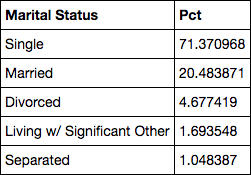 Marital Status Pct
Single 71.370968
Married 20.483871
Divorced 4.677419
Living w/ Significant Other 1.693548
Separated 1.048387